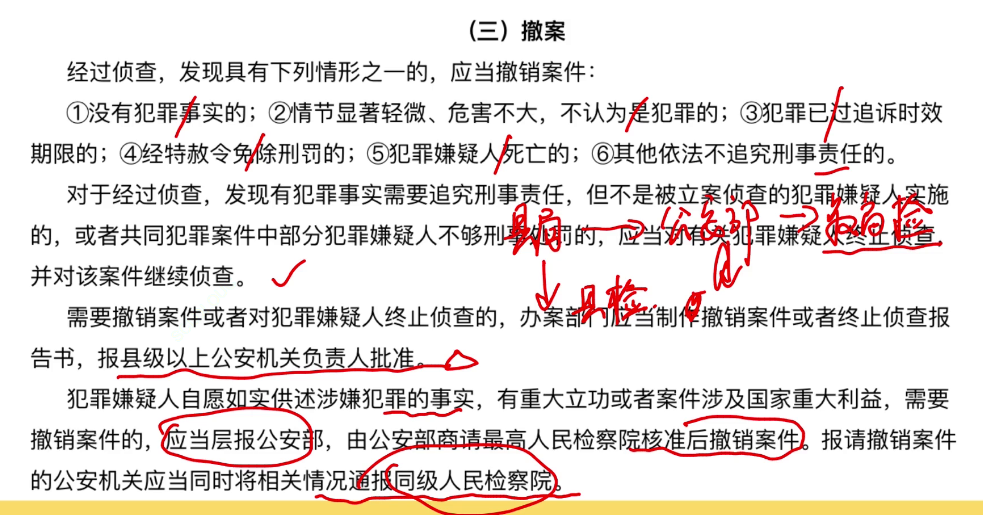 （三）撤案
经过侦查，发现具有下列情形之一的，应当撤销案件：
①没有犯罪事实的；②情节显著轻微、危害不大，不认为是犯罪的；③犯罪已过追诉时效
期限的；④经特赦令免除刑罚的；⑤犯罪嫌疑人死亡的；⑥其他依法不追究刑事责任的。
对于经过侦查，发现有犯罪事实需要追究刑事责任，但不是被立案侦查的犯罪嫌疑人实施
的，或者共同犯罪案件中部分犯罪嫌疑人不够刑事处罚的，应当对有关犯罪嫌疑人终止侦查，
并对该案件继续侦查。
县局→公安部→最高检
↓县检
需要撤销案件或者对犯罪嫌疑人终止侦查的，办案部门应当制作撤销案件或者终止侦查报
告书，报县级以上公安机关负责人批准。
犯罪嫌疑人自愿如实供述涉嫌犯罪的事实，有重大立功或者案件涉及国家重大利益，需要
撤销案件的，应当层报公安部，由公安部商请最高人民检察院核准后撤销案件。报请撤销案件
的公安机关应当同时将相关情况通报同级人民检察院。